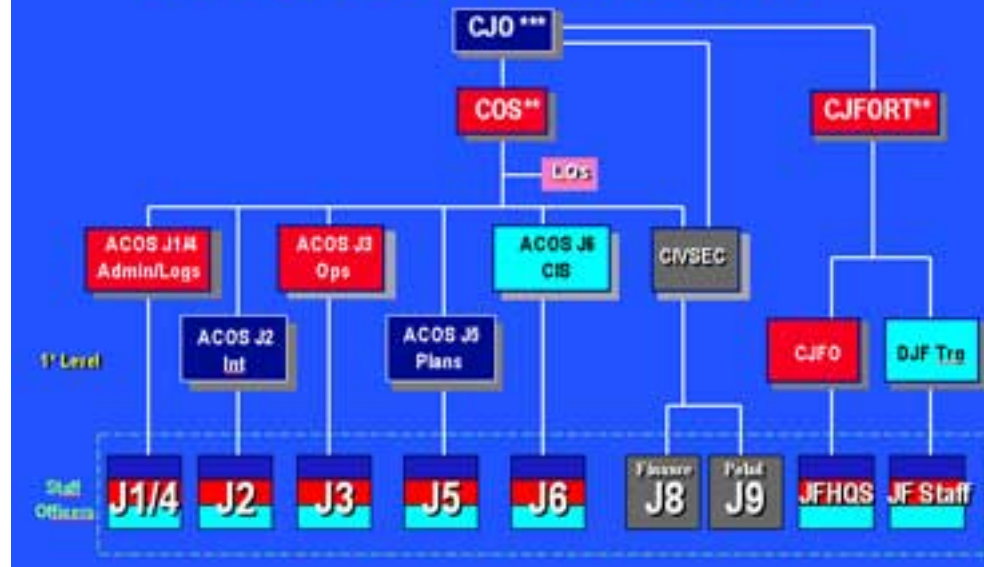 CJO ***
COS**
CJFORT**
LOs
ACOS J1/4
Admin/Logs
ACOS J3
Ops
ACOS J6
CIS
CIVSEC
ACOS J2
Int
ACOS J5
Plans
CJFO
DJF Trg
1* Level
Staff
Officers
J1/4
J2
J3
J5
J6
Finance
J8
Polad
J9
JFHQS
JF Staff